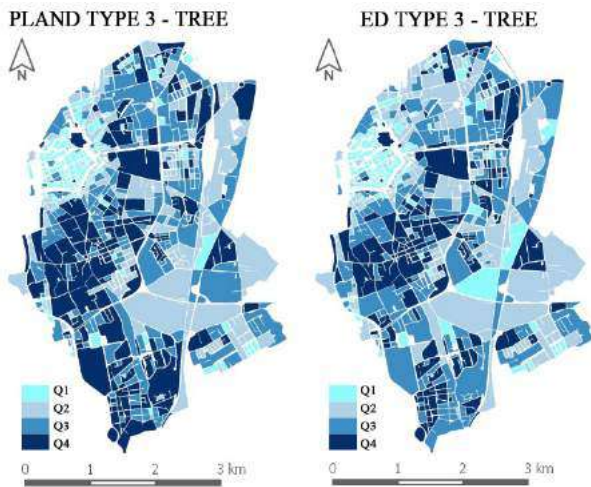 PLAND TYPE 3 - TREE
ED TYPE 3 - TREE
N
N
Q1
Q2
Q3
Q4
Q1
Q2
Q3
Q4
0 1 2 3 km
0 1 2 3 km